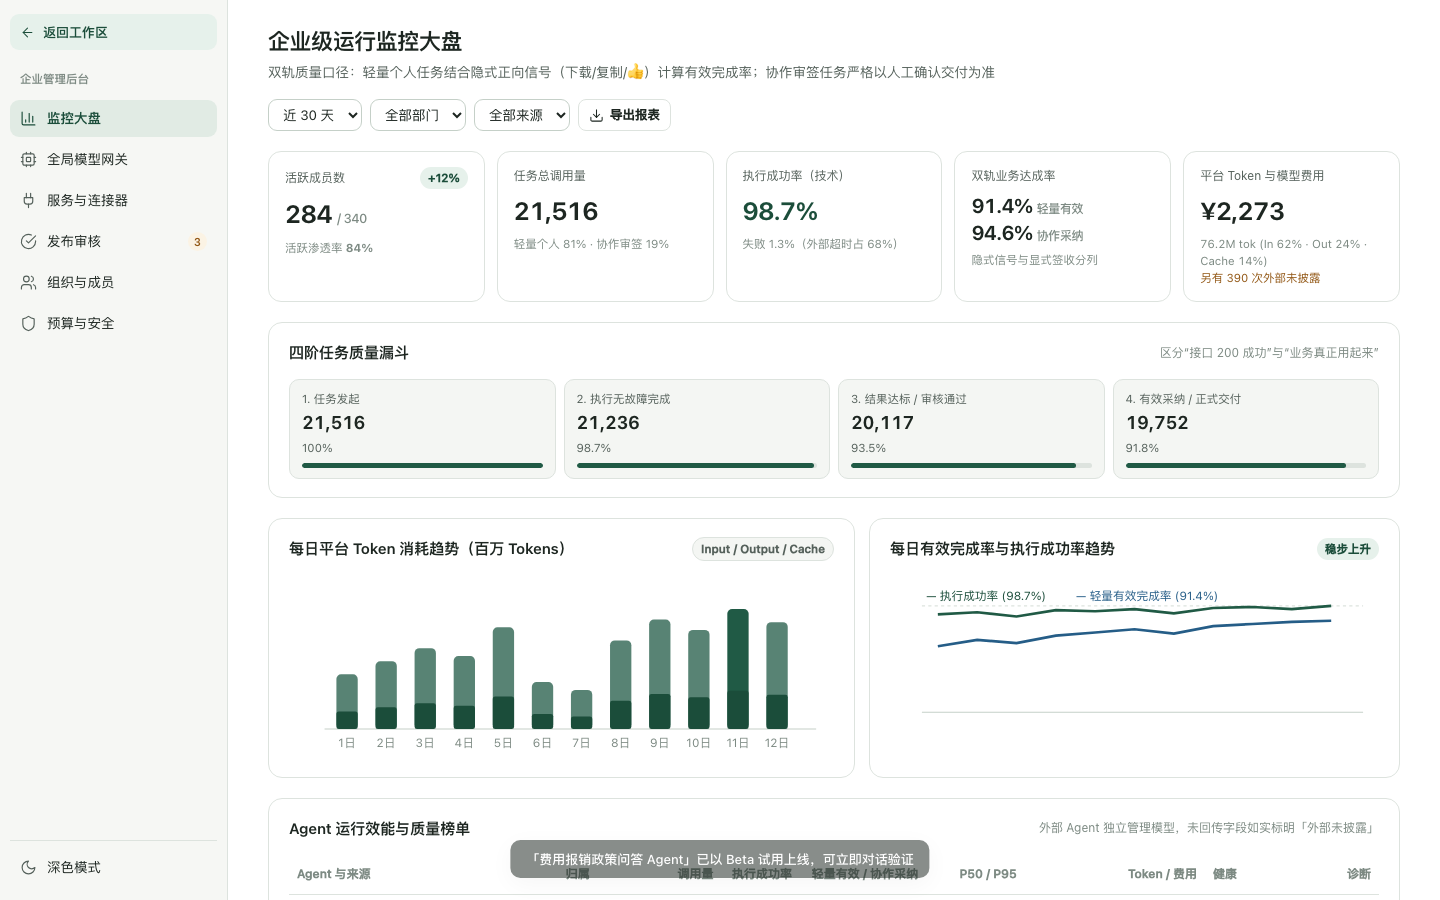 返回工作区
企业管理后台
监控大盘
全局模型网关
服务与连接器
发布审核 3
组织与成员
预算与安全
深色模式
企业级运行监控大盘
双轨质量口径：轻量个人任务结合隐式正向信号（下载/复制/👍）计算有效完成率；协作审签任务严格以人工确认交付为准
近 30 天 全部部门 全部来源 导出报表
活跃成员数 +12%
284 / 340
活跃渗透率 84%
任务总调用量
21,516
轻量个人 81% · 协作审签 19%
执行成功率（技术）
98.7%
失败 1.3%（外部超时占 68%）
双轨业务达成率
91.4% 轻量有效
94.6% 协作采纳
隐式信号与显式签收分列
平台 Token 与模型费用
¥2,273
76.2M tok (In 62% · Out 24% ·
Cache 14%)
另有 390 次外部未披露
四阶任务质量漏斗
区分“接口 200 成功”与“业务真正用起来”
1. 任务发起
21,516
100%
2. 执行无故障完成
21,236
98.7%
3. 结果达标 / 审核通过
20,117
93.5%
4. 有效采纳 / 正式交付
19,752
91.8%
每日平台 Token 消耗趋势（百万 Tokens）
Input / Output / Cache
1日 2日 3日 4日 5日 6日 7日 8日 9日 10日 11日 12日
每日有效完成率与执行成功率趋势
稳步上升
— 执行成功率 (98.7%) — 轻量有效完成率 (91.4%)
Agent 运行效能与质量榜单
外部 Agent 独立管理模型，未回传字段如实标明「外部未披露」
「费用报销政策问答 Agent」已以 Beta 试用上线，可立即对话验证
Agent 与来源 归属 调用量 执行成功率 轻量有效 / 协作采纳 P50 / P95 Token / 费用 健康 诊断